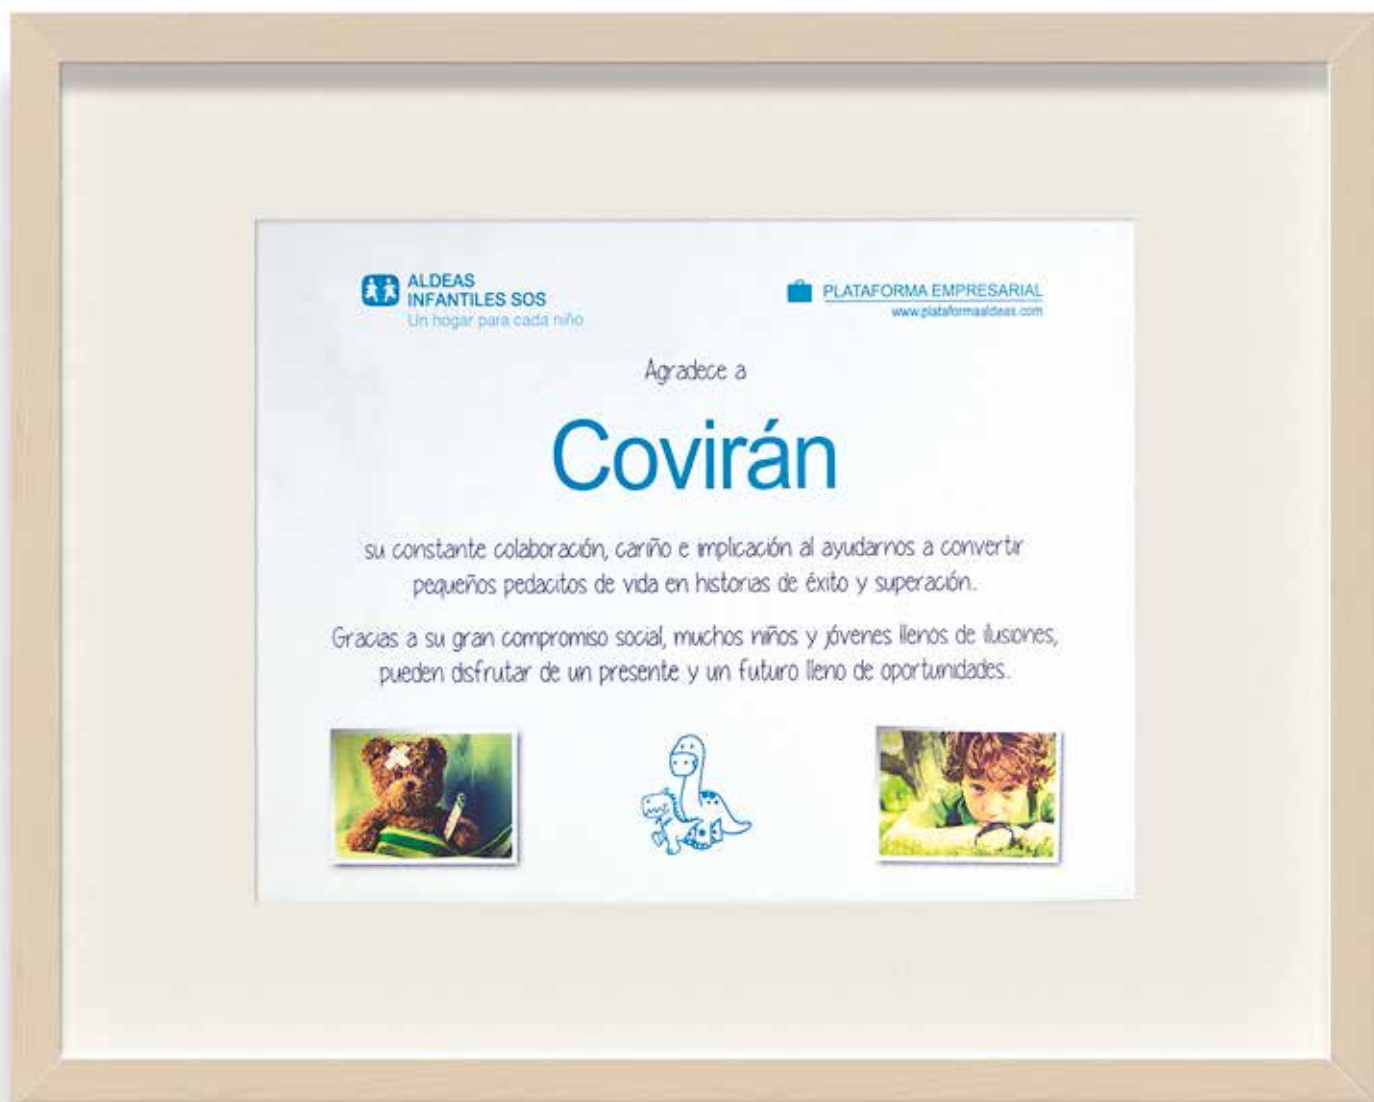 ALDEAS
INFANTILES SOS
Un hogar para cada niño
PLATAFORMA EMPRESARIAL
www.plataformaaldeas.com
Agradece a
Covirán
su constante colaboración, cariño e implicación al ayudarnos a convertir
pequeños pedacitos de vida en historias de éxito y superación.
Gracias a su gran compromiso social, muchos niños y jóvenes llenos de ilusiones,
pueden disfrutar de un presente y un futuro lleno de oportunidades.